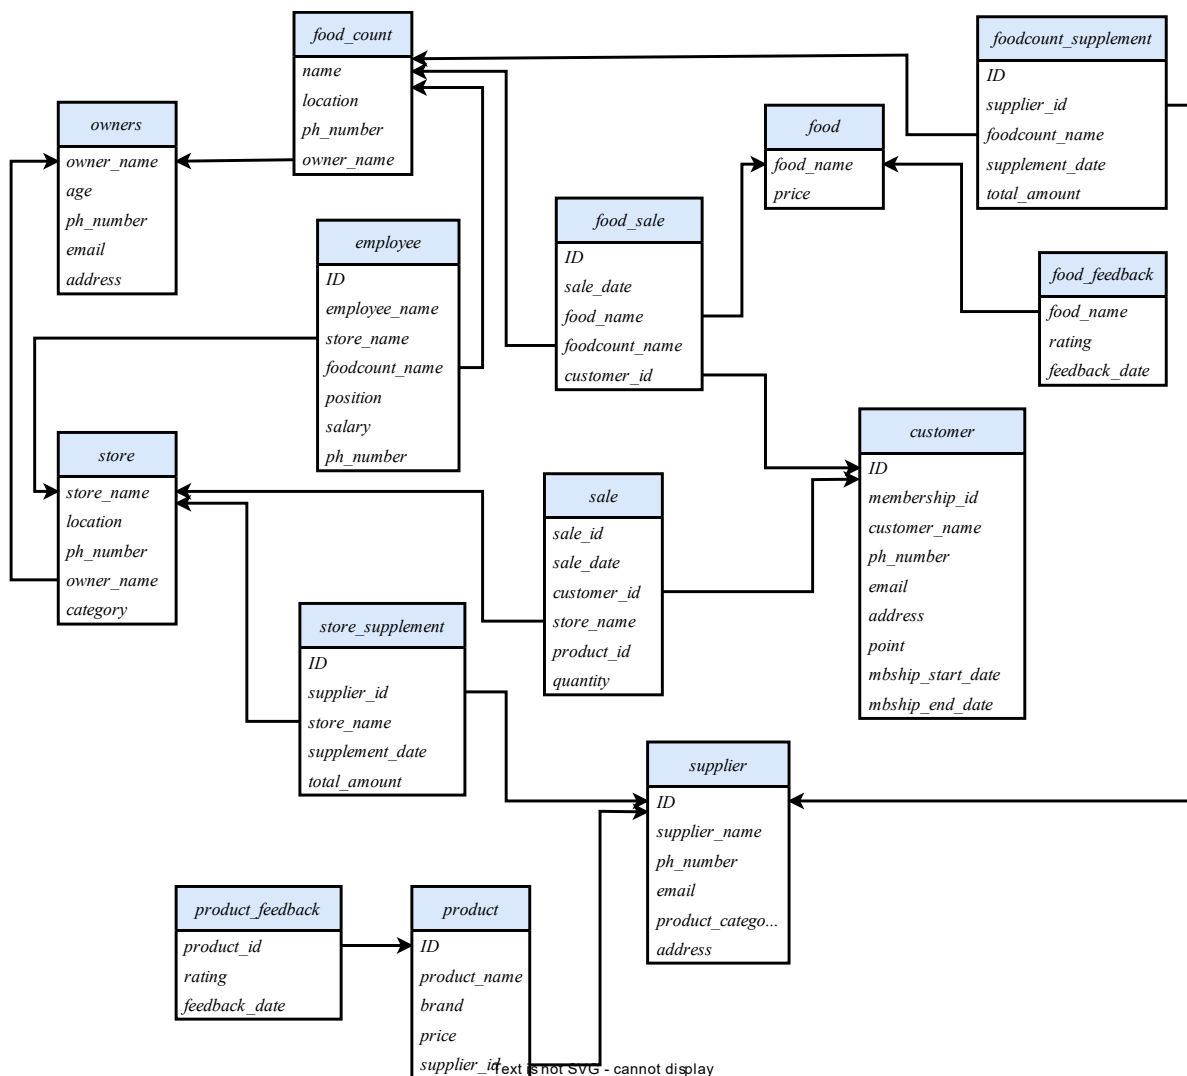 food_count
name
location
ph_number
owner_name
foodcount_supplement
ID
supplier_id
foodcount_name
supplement_date
total_amount
owners
owner_name
age
ph_number
email
address
food
food_name
price
food_sale
ID
sale_date
food_name
foodcount_name
customer_id
employee
ID
employee_name
store_name
foodcount_name
position
salary
ph_number
food_feedback
food_name
rating
feedback_date
customer
ID
membership_id
customer_name
ph_number
email
address
point
mbship_start_date
mbship_end_date
store
store_name
location
ph_number
owner_name
category
sale
sale_id
sale_date
customer_id
store_name
product_id
quantity
store_supplement
ID
supplier_id
store_name
supplement_date
total_amount
supplier
ID
supplier_name
ph_number
email
product_catego...
address
product_feedback
product_id
rating
feedback_date
product
ID
product_name
brand
price
supplier_id
Text is not SVG - cannot display